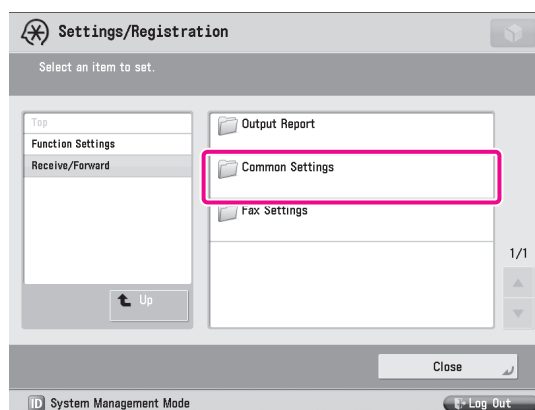 Settings/Registration
Select an item to set.
Top
Function Settings
Receive/Forward
Up
Output Report
Common Settings
Fax Settings
1/1
Close
ID System Management Mode
Log Out